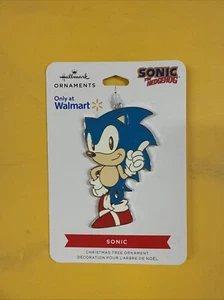 Hallmark
ORNAMENTS
SONIC
THE HEDGEHOG
Only at
Walmart
SONIC
CHRISTMAS TREE ORNAMENT
DÉCORATION POUR L'ARBRE DE NOËL